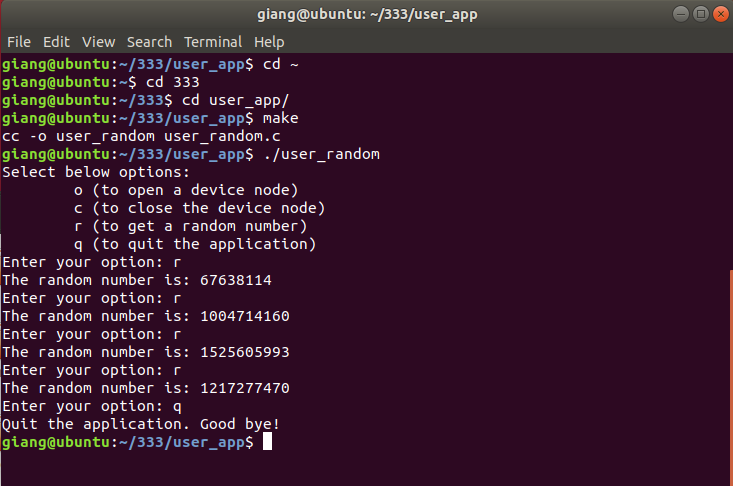 giang@ubuntu: ~/333/user_app
File Edit View Search Terminal Help
giang@ubuntu:~/333/user_app$ cd ~
giang@ubuntu:~$ cd 333
giang@ubuntu:~/333$ cd user_app/
giang@ubuntu:~/333/user_app$ make
cc -o user_random user_random.c
giang@ubuntu:~/333/user_app$ ./user_random
Select below options:
        o (to open a device node)
        c (to close the device node)
        r (to get a random number)
        q (to quit the application)
Enter your option: r
The random number is: 67638114
Enter your option: r
The random number is: 1004714160
Enter your option: r
The random number is: 1525605993
Enter your option: r
The random number is: 1217277470
Enter your option: q
Quit the application. Good bye!
giang@ubuntu:~/333/user_app$